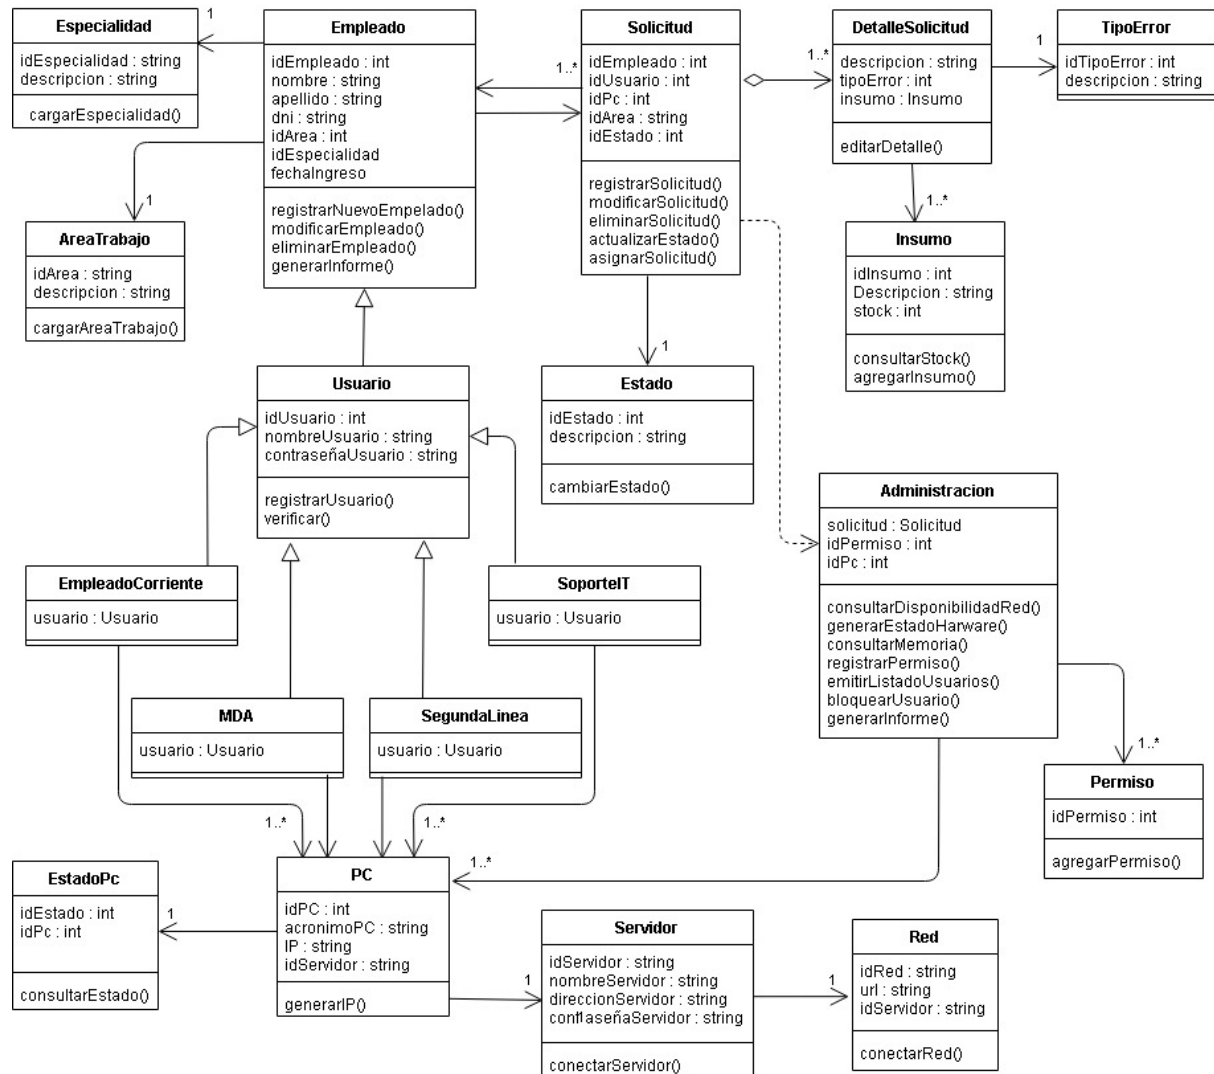 Especialidad
idEspecialidad : string
descripcion : string
cargarEspecialidad()
1
Empleado
idEmpleado : int
nombre : string
apellido : string
dni : string
idArea : int
idEspecialidad
fechaIngreso
registrarNuevoEmpelado()
modificarEmpleado()
eliminarEmpleado()
generarInforme()
1..*
Solicitud
idEmpleado : int
idUsuario : int
idPc : int
idArea : string
idEstado : int
registrarSolicitud()
modificarSolicitud()
eliminarSolicitud()
actualizarEstado()
asignarSolicitud()
1..*
DetalleSolicitud
descripcion : string
tipoError : int
insumo : Insumo
editarDetalle()
1
TipoError
idTipoError : int
descripcion : string
1
AreaTrabajo
idArea : string
descripcion : string
cargarAreaTrabajo()
1..*
Insumo
idInsumo : int
Descripcion : string
stock : int
consultarStock()
agregarInsumo()
Usuario
idUsuario : int
nombreUsuario : string
contraseñaUsuario : string
registrarUsuario()
verificar()
1
Estado
idEstado : int
descripcion : string
cambiarEstado()
Administracion
solicitud : Solicitud
idPermiso : int
idPc : int
consultarDisponibilidadRed()
generarEstadoHarware()
consultarMemoria()
registrarPermiso()
emitirListadoUsuarios()
bloquearUsuario()
generarInforme()
EmpleadoCorriente
usuario : Usuario
SoporteIT
usuario : Usuario
MDA
usuario : Usuario
SegundaLinea
usuario : Usuario
1..*
Permiso
idPermiso : int
agregarPermiso()
1..*
1..*
1..*
PC
idPC : int
acronimoPC : string
IP : string
idServidor : string
generarIP()
EstadoPc
idEstado : int
idPc : int
consultarEstado()
1
1
Servidor
idServidor : string
nombreServidor : string
direccionServidor : string
contraseñaServidor : string
conectarServidor()
1
Red
idRed : string
url : string
idServidor : string
conectarRed()